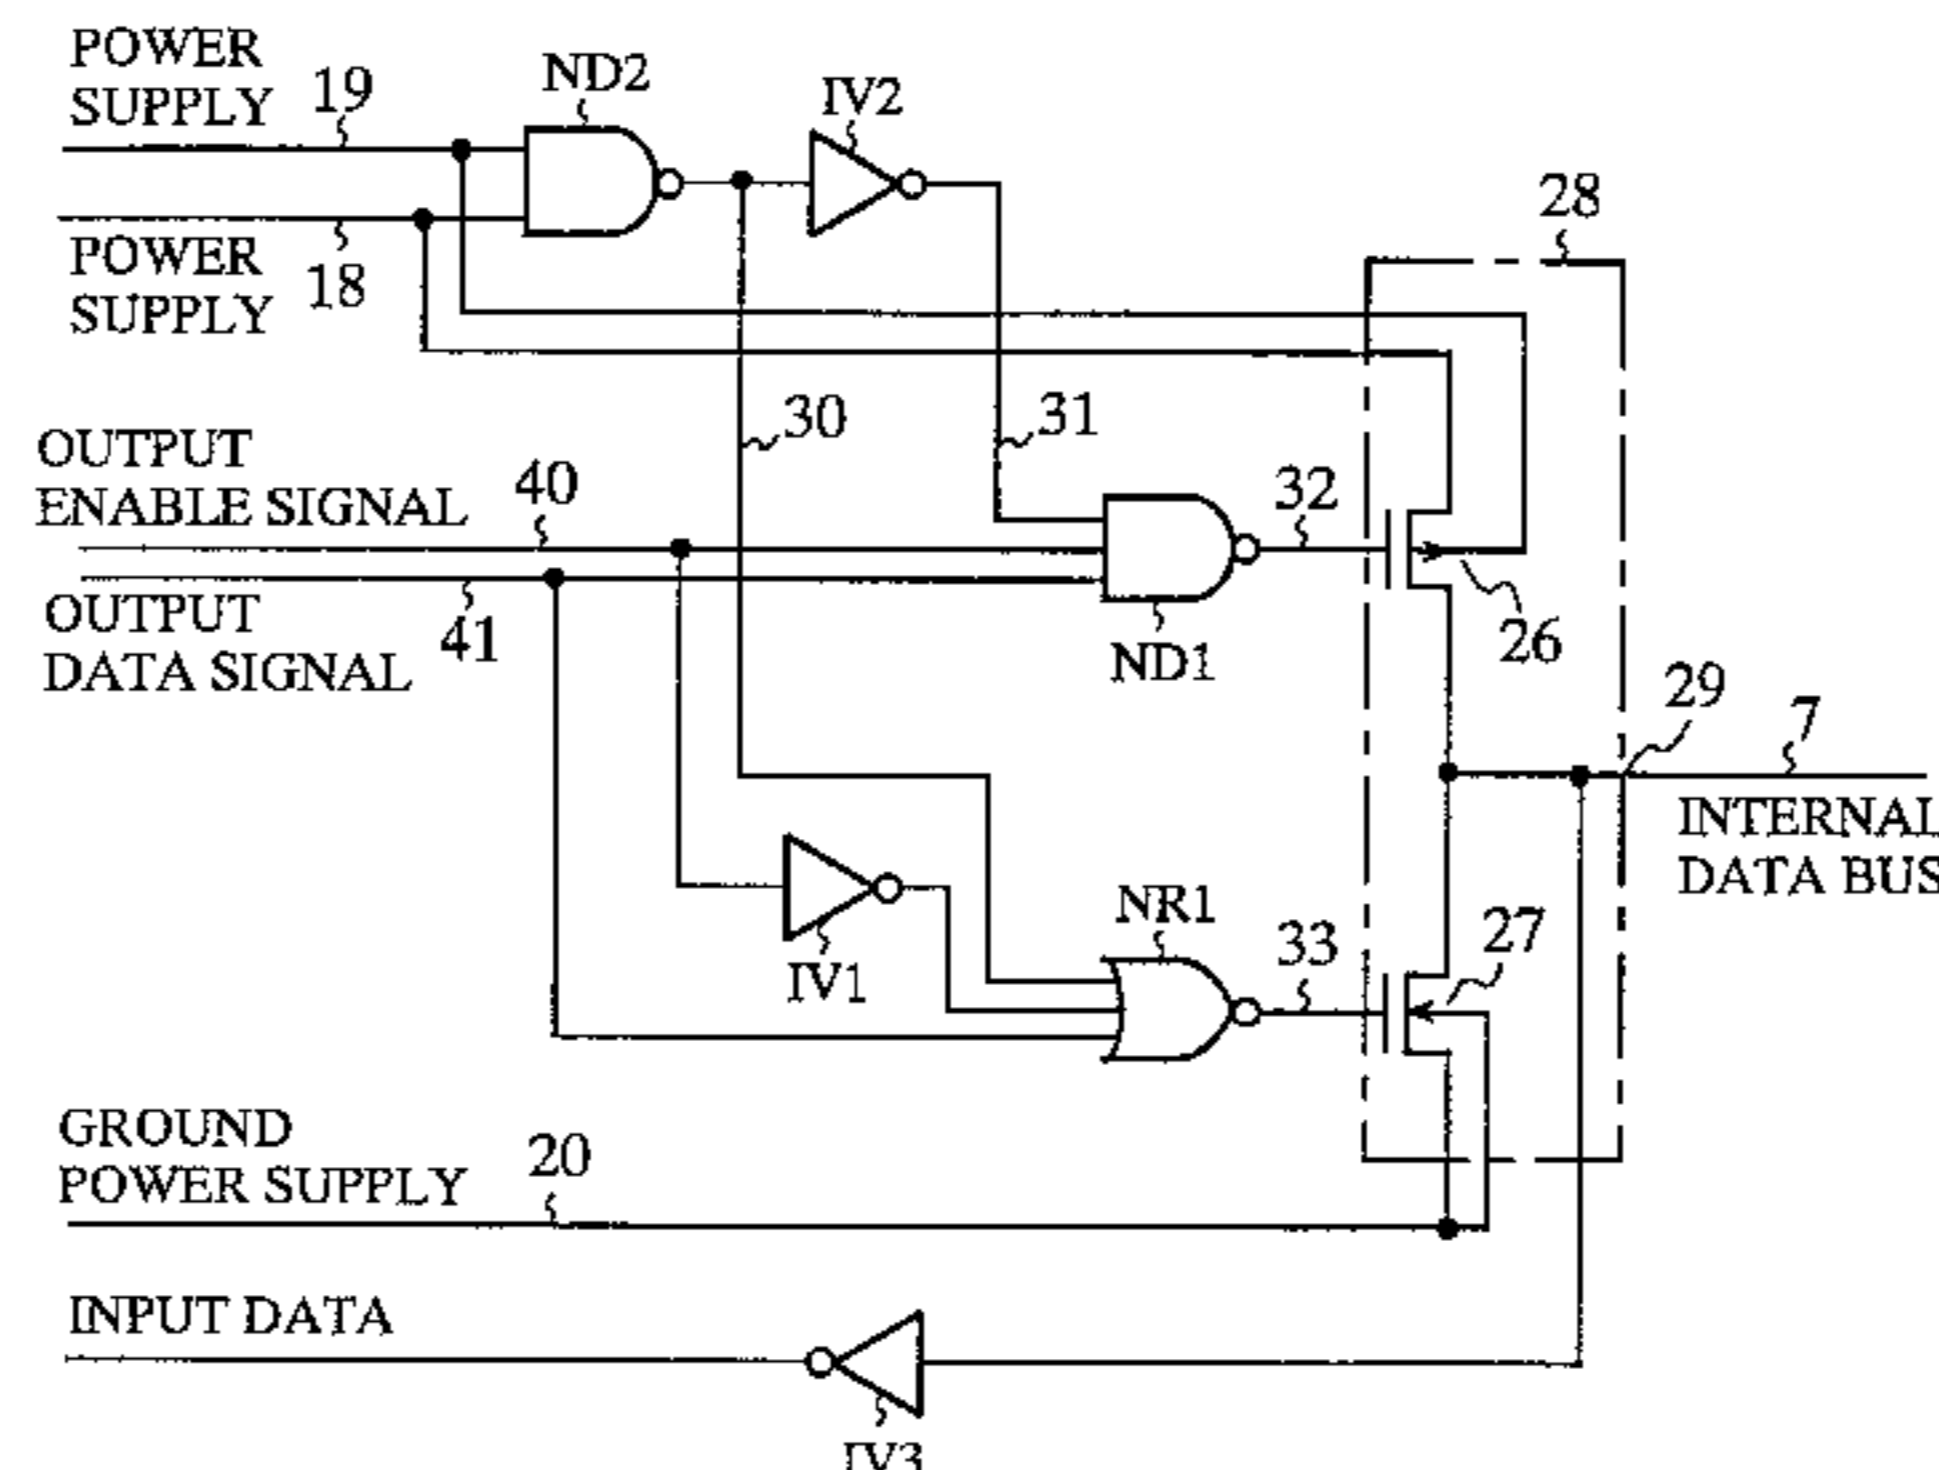 POWER
SUPPLY
19
ND2
IV2
POWER
SUPPLY
18
28
30
31
OUTPUT
ENABLE SIGNAL
40
32
OUTPUT
DATA SIGNAL
41
ND1
26
29
7
INTERNAL
DATA BUS
IV1
NR1
33
27
GROUND
POWER SUPPLY
20
INPUT DATA
IV3